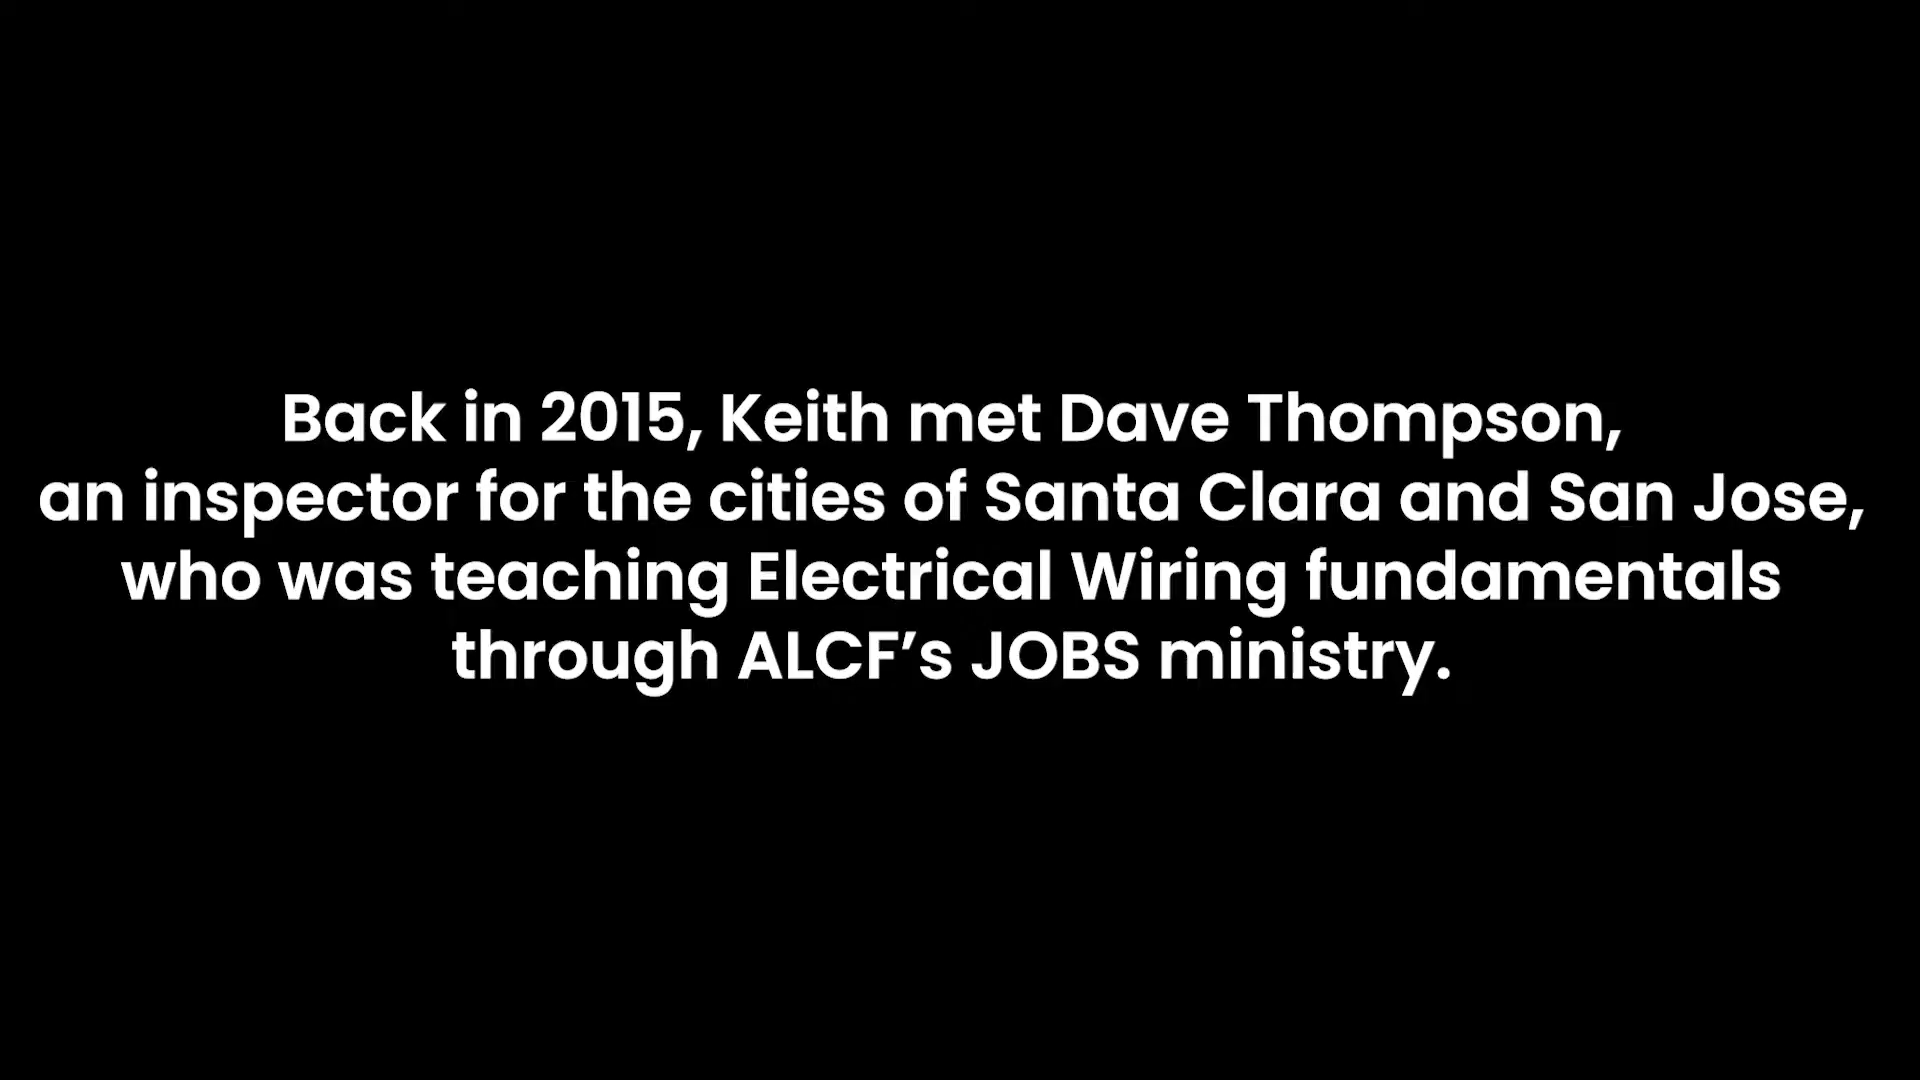 Back in 2015, Keith met Dave Thompson,
an inspector for the cities of Santa Clara and San Jose,
who was teaching Electrical Wiring fundamentals
through ALCF’s JOBS ministry.